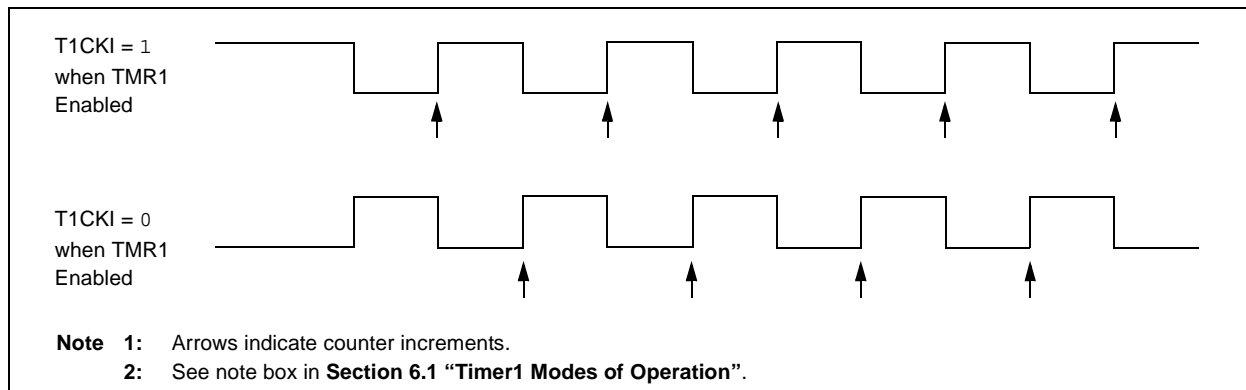 T1CKI = 1
when TMR1
Enabled
T1CKI = 0
when TMR1
Enabled
Note 1: Arrows indicate counter increments.
2: See note box in Section 6.1 “Timer1 Modes of Operation”.